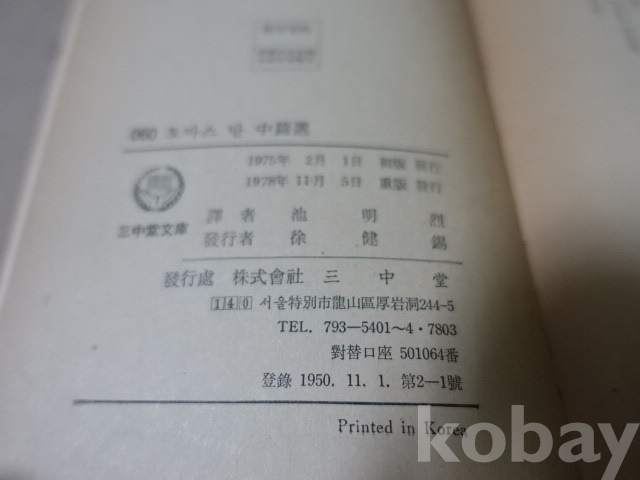 토마스 만 中篇選
1975年 2月 1日 初版 發行
1978年 11月 5日 重版 發行
三中堂文庫
譯者 池明烈
發行者 徐健錫
發行處 株式會社 三中堂
140 서울特別市龍山區厚岩洞244-5
TEL. 793-5401~4·7803
對替口座 501064番
登錄 1950. 11. 1. 第2-1號
Printed in Korea
kobay